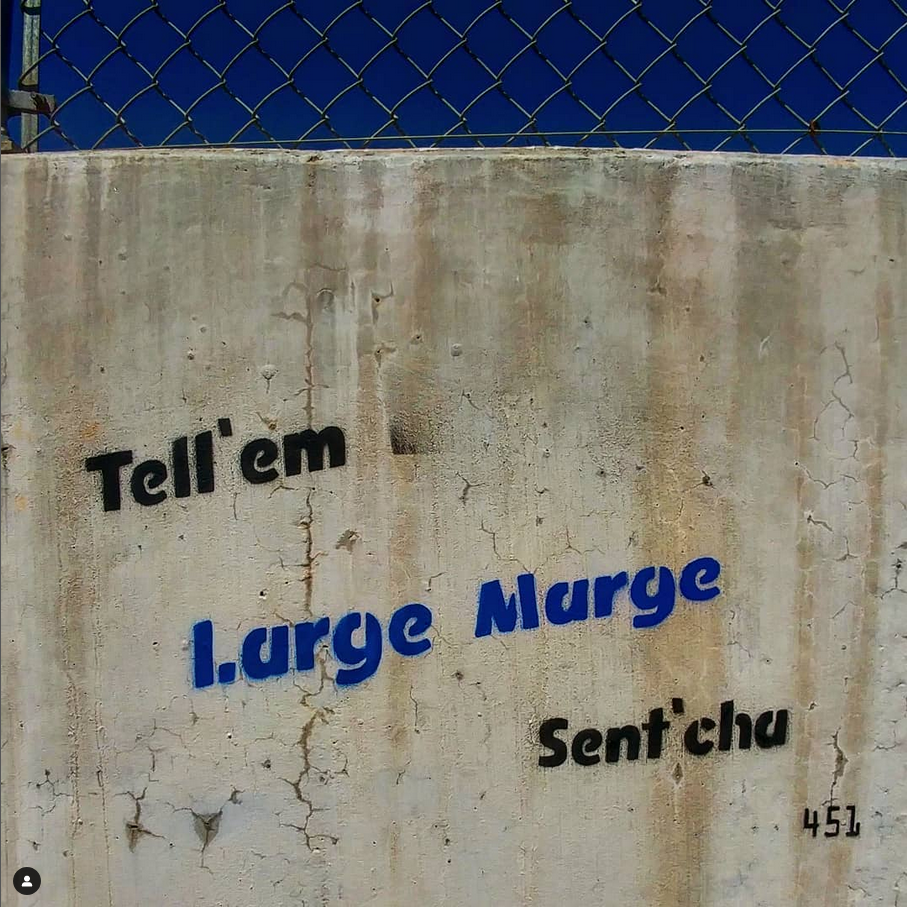 Tell'em
Large Marge
Sent'cha
451